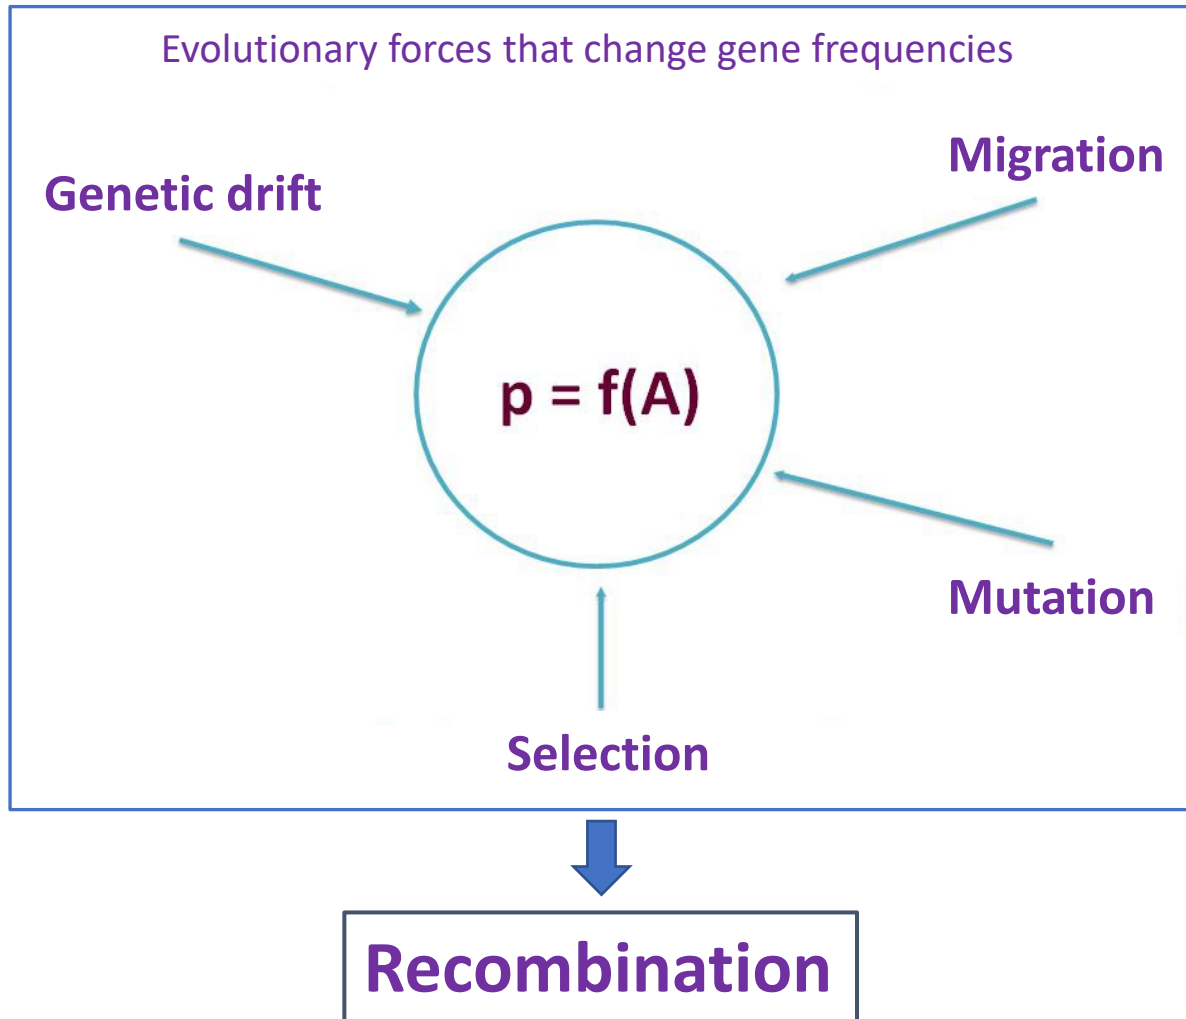 Evolutionary forces that change gene frequencies
Migration
Genetic drift
p = f(A)
Mutation
Selection
Recombination